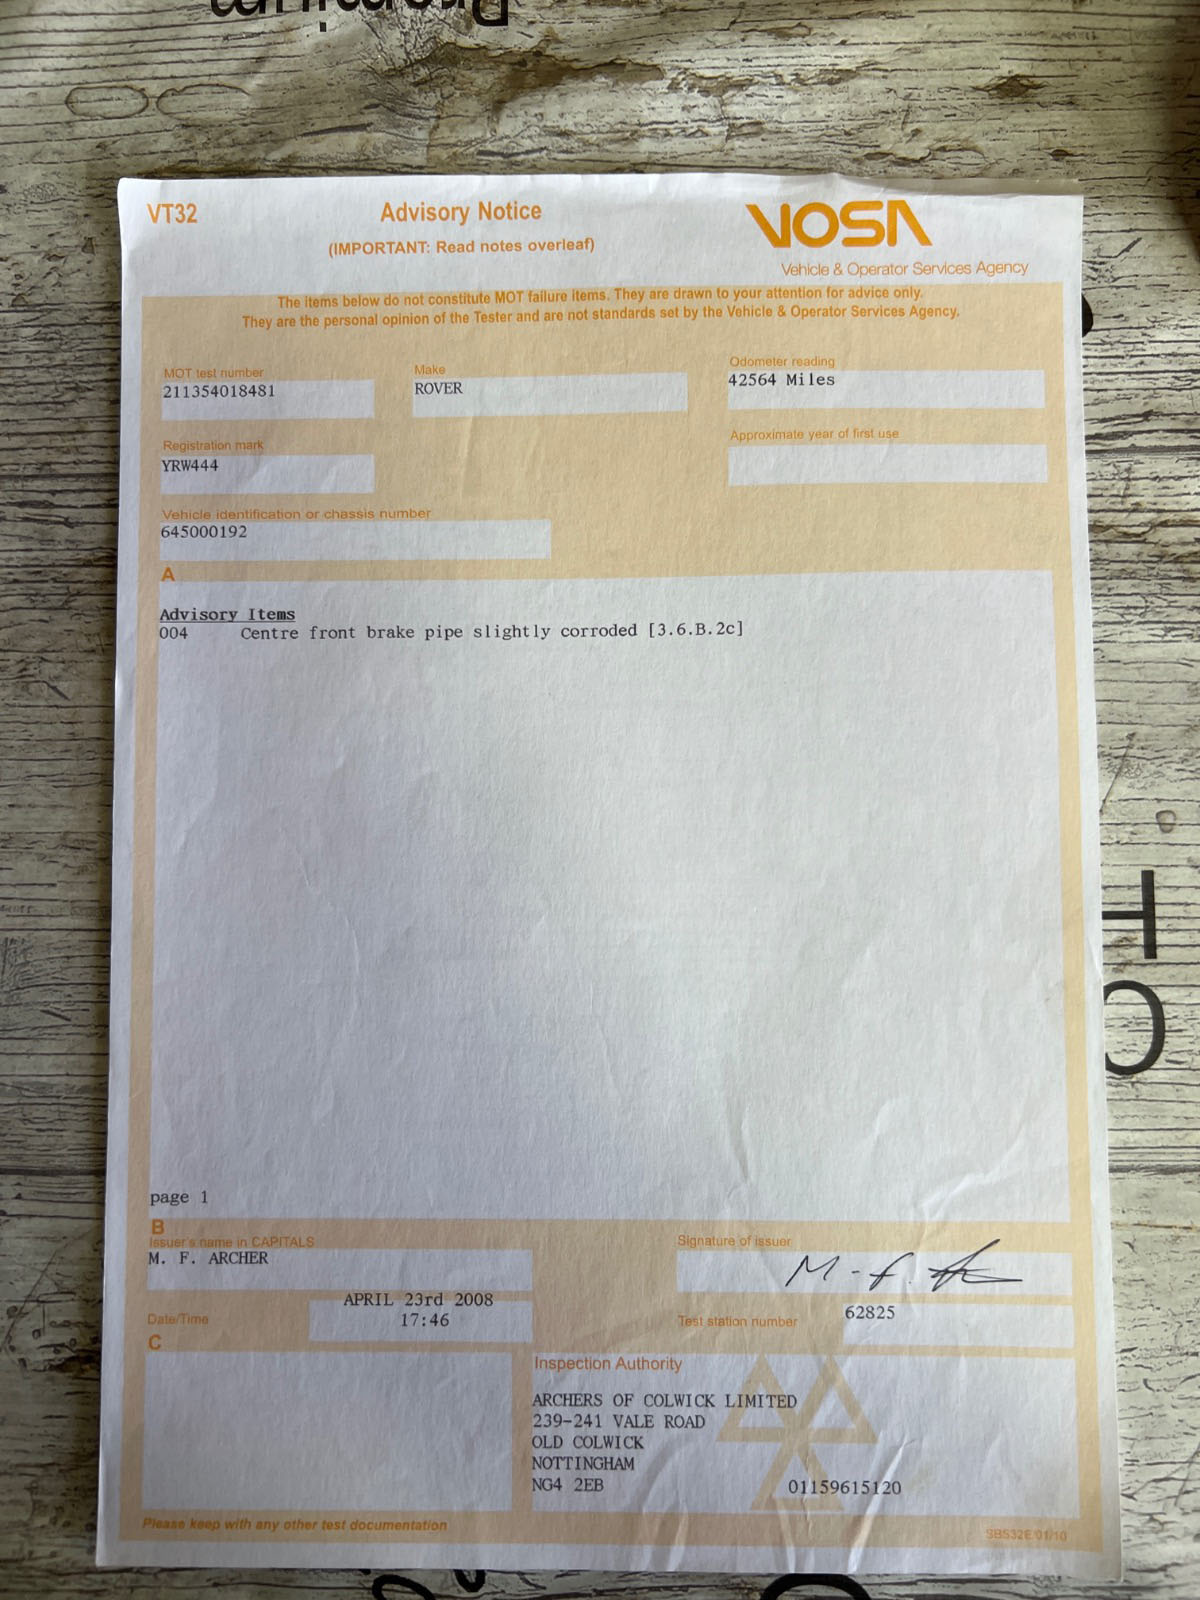 VT32
Advisory Notice
(IMPORTANT: Read notes overleaf)
VOSA
Vehicle & Operator Services Agency
The items below do not constitute MOT failure items. They are drawn to your attention for advice only.
They are the personal opinion of the Tester and are not standards set by the Vehicle & Operator Services Agency.
MOT test number
211354018481
Make
ROVER
Odometer reading
42564 Miles
Registration mark
YRW444
Approximate year of first use
Vehicle identification or chassis number
645000192
A
Advisory Items
004 Centre front brake pipe slightly corroded [3.6.B.2c]
page 1
B
Issuer's name in CAPITALS
M. F. ARCHER
Signature of issuer
M-F.
Date/Time
APRIL 23rd 2008
17:46
Test station number
62825
C
Inspection Authority
ARCHERS OF COLWICK LIMITED
239-241 VALE ROAD
OLD COLWICK
NOTTINGHAM
NG4 2EB
01159615120
Please keep with any other test documentation
SBS32E/01/10
H
O